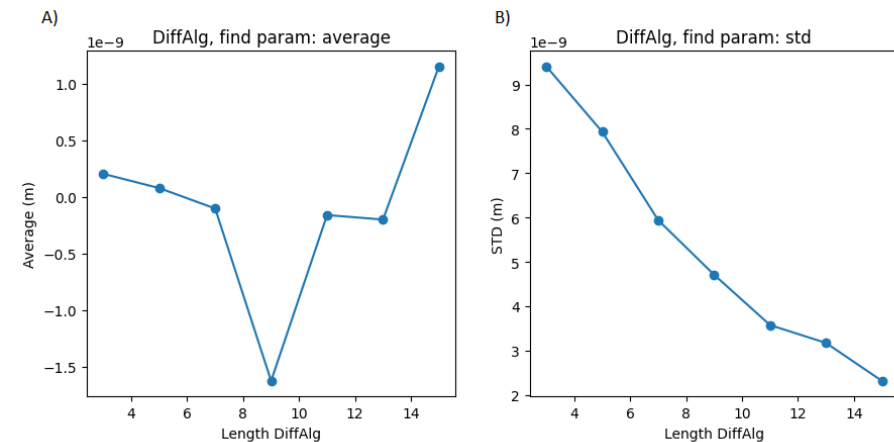 A)
1e−9
DiffAlg, find param: average
1.0
0.5
0.0
−0.5
−1.0
−1.5
Average (m)
4
6
8
10
12
14
Length DiffAlg
B)
1e−9
DiffAlg, find param: std
9
8
7
6
5
4
3
2
STD (m)
4
6
8
10
12
14
Length DiffAlg